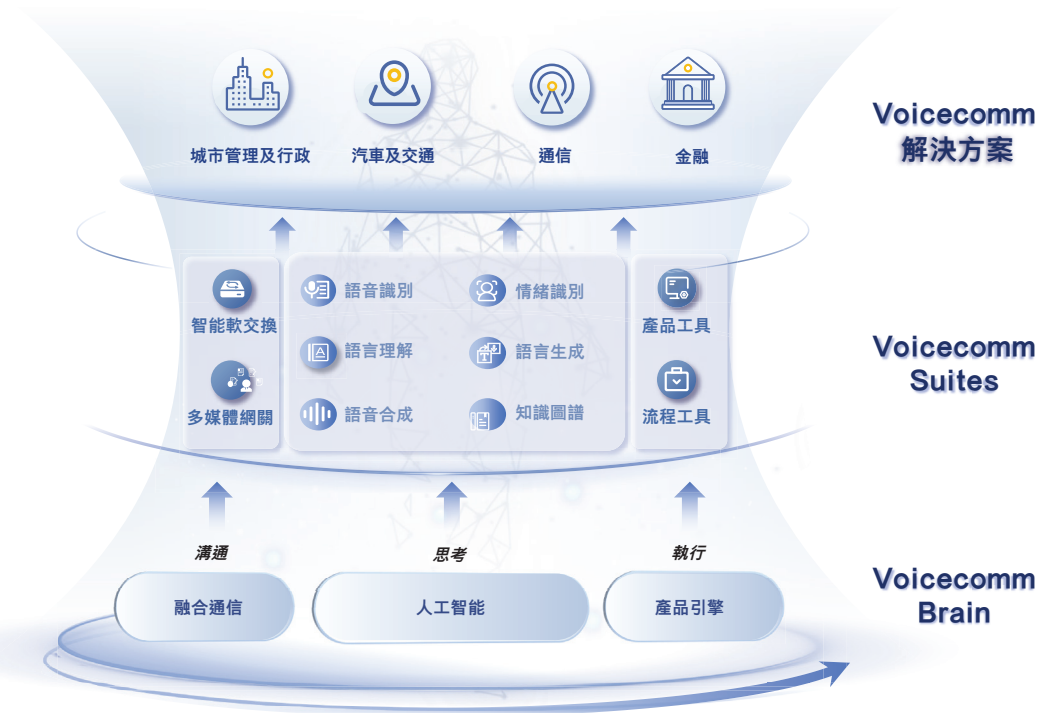 城市管理及行政
汽車及交通
通信
金融
Voicecomm
解決方案
智能軟交換
多媒體網關
語音識別
情緒識別
語言理解
語言生成
語音合成
知識圖譜
產品工具
流程工具
Voicecomm
Suites
溝通
思考
執行
融合通信
人工智能
產品引擎
Voicecomm
Brain